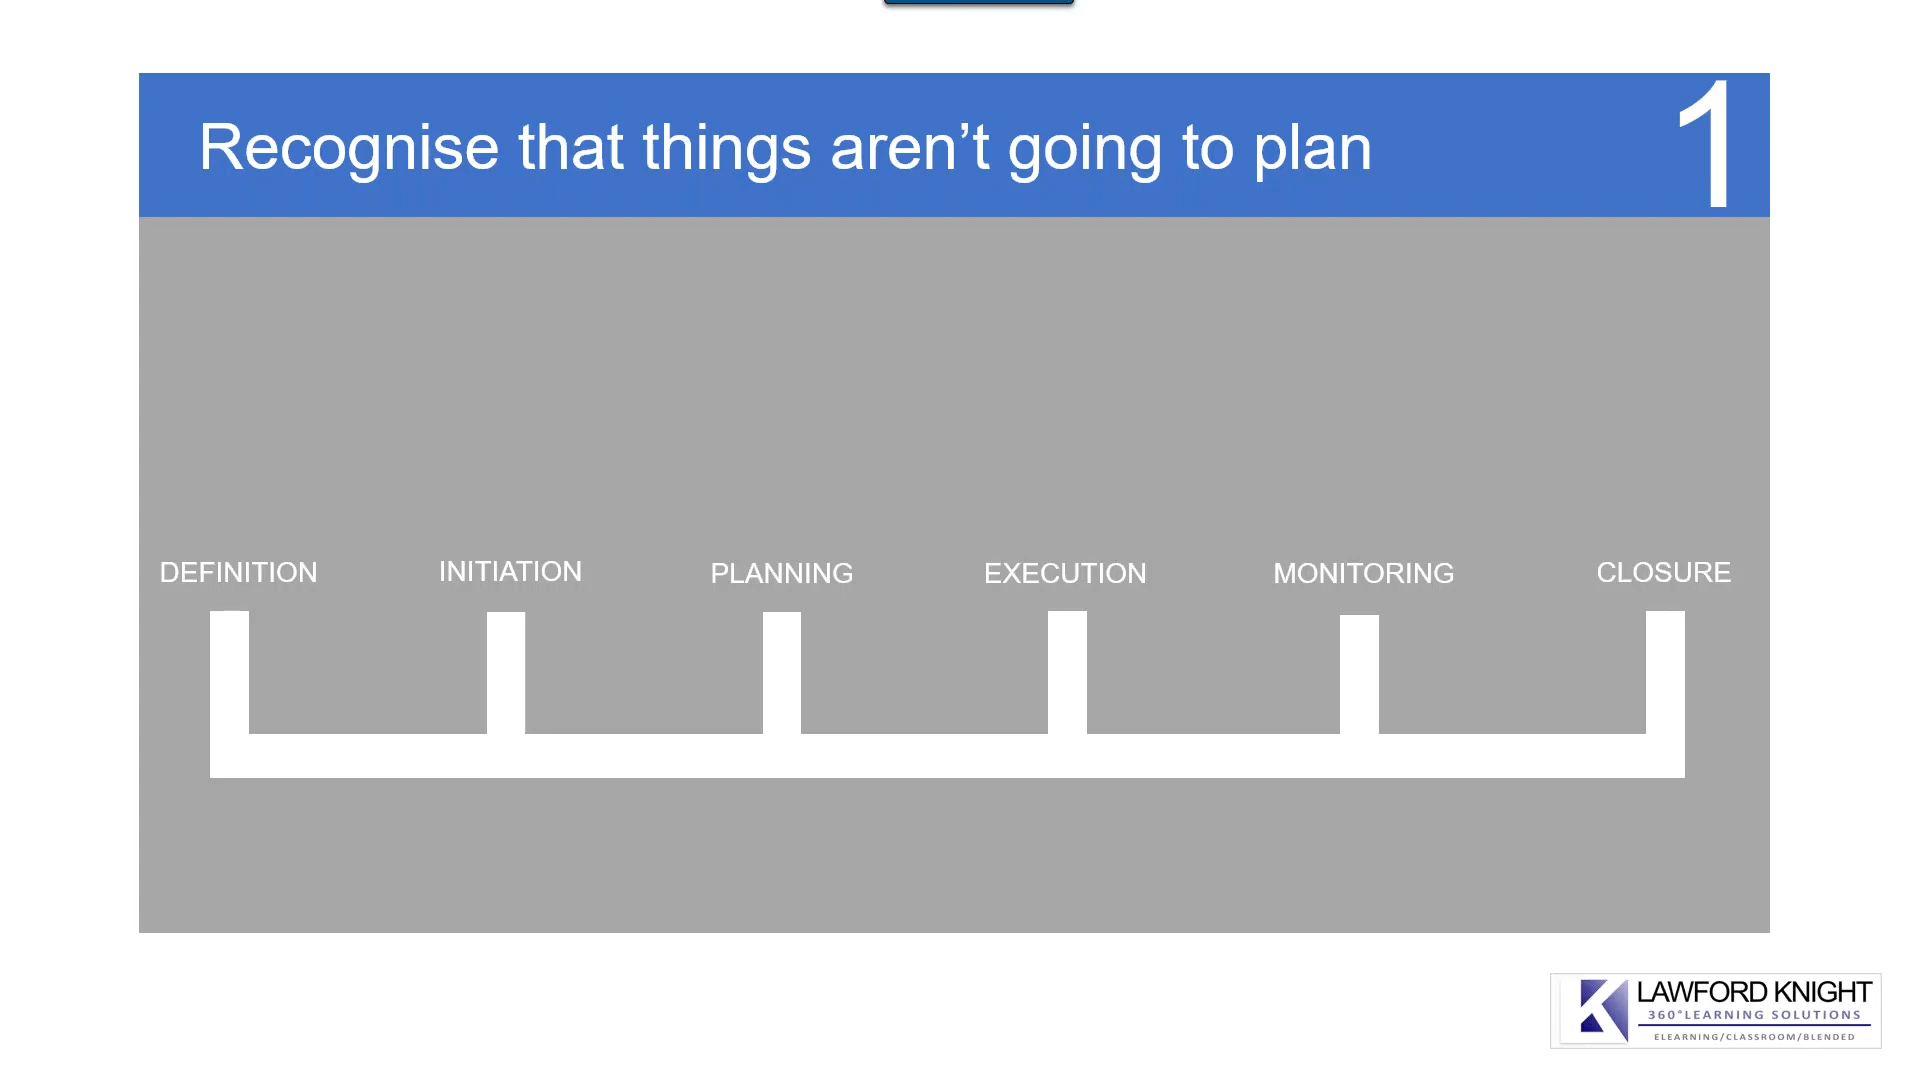 Recognise that things aren’t going to plan
1
DEFINITION
INITIATION
PLANNING
EXECUTION
MONITORING
CLOSURE
LAWFORD KNIGHT
360°LEARNING SOLUTIONS
ELEARNING/CLASSROOM/BLENDED